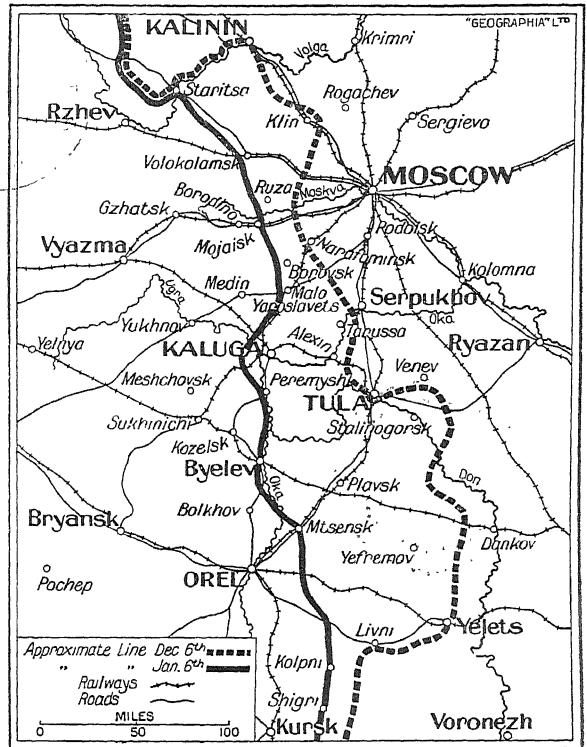 "GEOGRAPHIA" LTD
KALININ
Volga
Krimri
Staritsa
Rogachev
Rzhev
Klin
Sergievo
Volokolamsk
MOSCOW
Ruza
Moskva
Borodino
Gzhatsk
Podolsk
Mojaisk
Narafominsk
Vyazma
Borovsk
Kolomna
Medin
Malo
Yaroslavets
Serpukhov
Ugra
Yukhnov
Oka
Tarussa
Alexin
Ryazan
Yelnya
KALUGA
Venev
Meshchovsk
Peremyshl
TULA
Sukhinichi
Stalinogorsk
Kozelsk
Byelev
Don
Oka
Plavsk
Bolkhov
Bryansk
Mtsensk
Dankov
Yefremov
OREL
Pochep
Livni
Yelets
Approximate Line Dec 6th
„ „ Jan. 6th
Railways
Roads
MILES
0 50 100
Kolpni
Shigri
Kursk
Voronezh